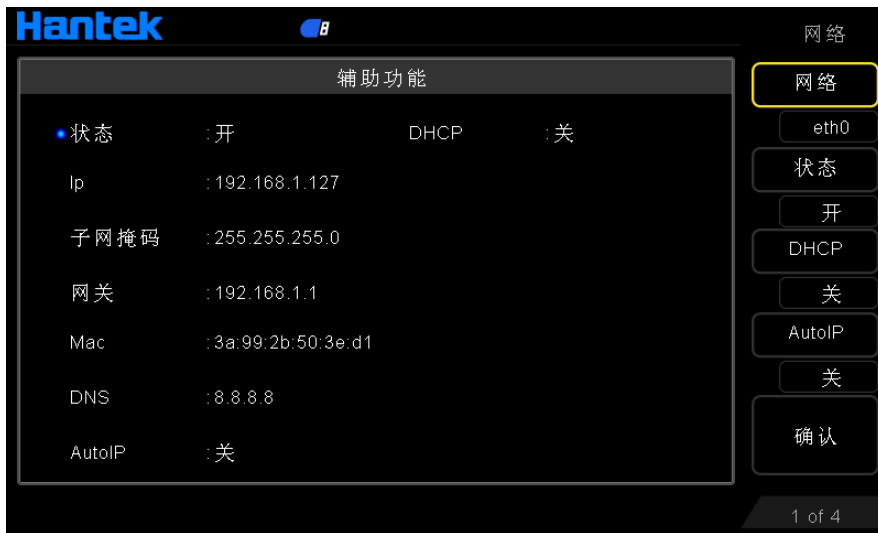 Hantek
网络
辅助功能
状态 :开 DHCP :关
Ip :192.168.1.127
子网掩码 :255.255.255.0
网关 :192.168.1.1
Mac :3a:99:2b:50:3e:d1
DNS :8.8.8.8
AutoIP :关
网络
eth0
状态
开
DHCP
关
AutoIP
关
确认
1 of 4